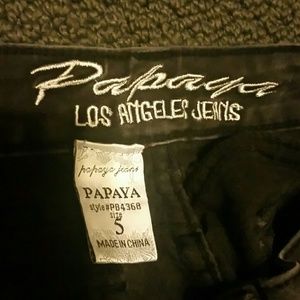 Papaya
LOS ANGELES JEANS
papaya jeans
PAPAYA
style#PB4368
size
5
MADE IN CHINA